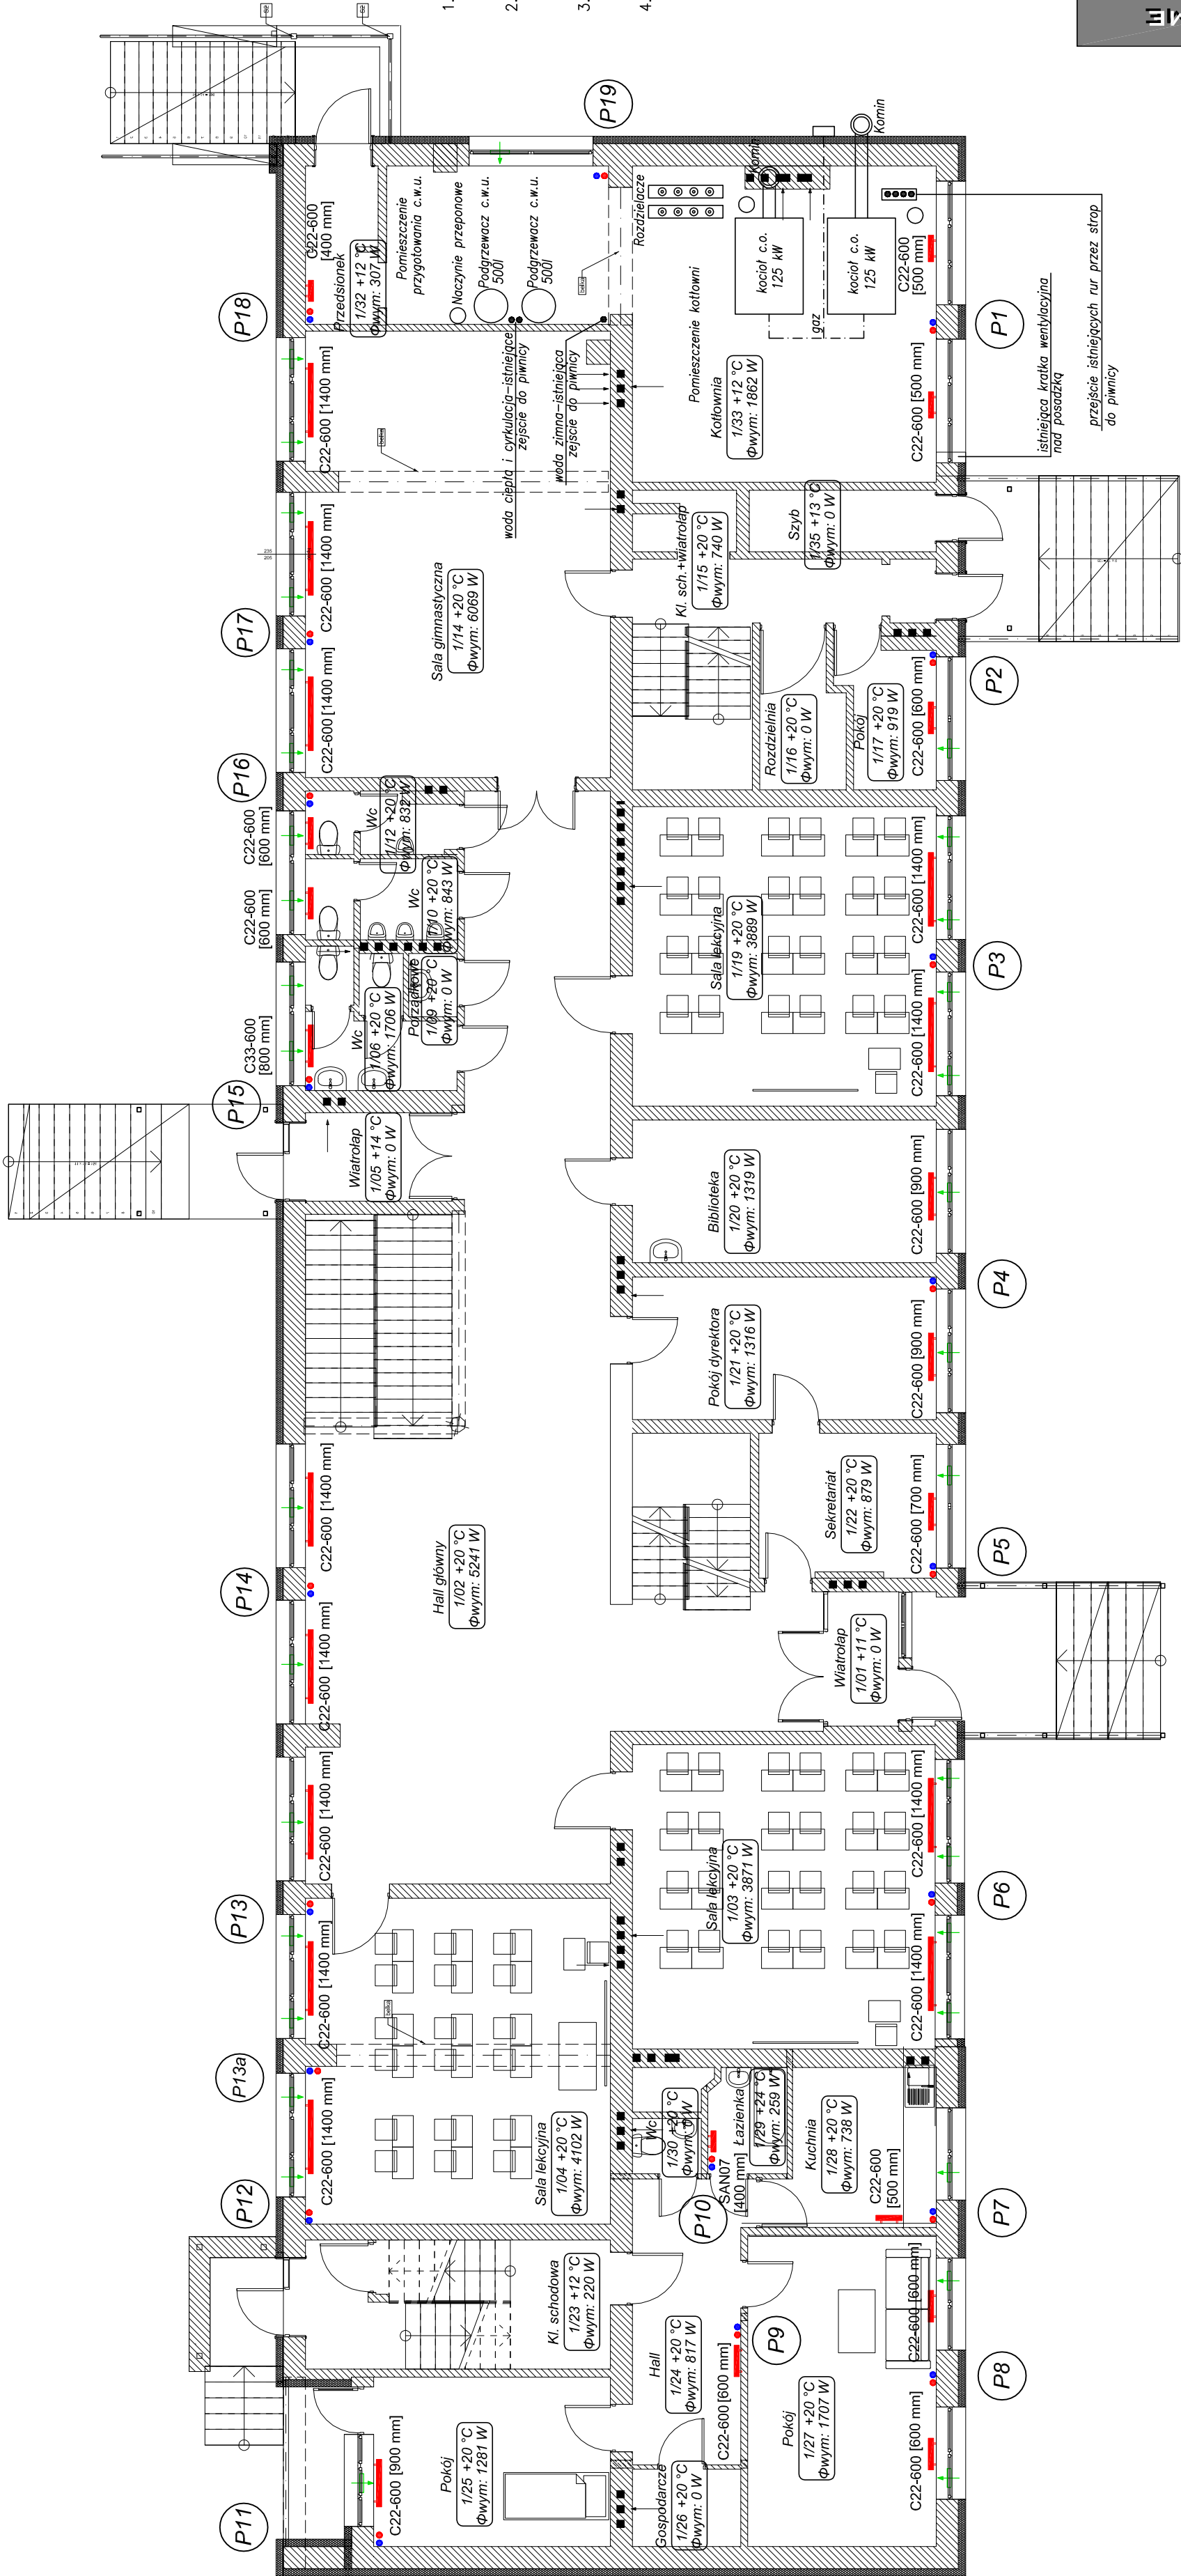 P11
P12
P13a
P13
P14
P15
P16
P17
P18
P19
P10
P9
P8
P7
P6
P5
P4
P3
P2
P1
C22-600 [900 mm]
C22-600 [1400 mm]
C22-600 [1400 mm]
C22-600 [1400 mm]
C22-600 [1400 mm]
C22-600 [1400 mm]
C33-600
[800 mm]
C22-600
[600 mm]
C22-600
[600 mm]
C22-600 [1400 mm]
C22-600 [1400 mm]
C22-600 [1400 mm]
C22-600
[400 mm]
Przedsionek
1/32 +12 °C
Φwym: 307 W
Pomieszczenie
przygotowania c.w.u.
Naczynie przeponowe
Podgrzewacz c.w.u.
500l
Podgrzewacz c.w.u.
500l
woda ciepła i cyrkulacja-istniejące
zejście do piwnicy
woda zimna-istniejąca
zejście do piwnicy
Rozdzielacze
Komin
Komin
kocioł c.o.
125 kW
kocioł c.o.
125 kW
gaz
Pomieszczenie kotłowni
Kotłownia
1/33 +12 °C
Φwym: 1862 W
C22-600
[500 mm]
C22-600 [500 mm]
istniejąca kratka wentylacyjna
nad posadzką
przejście istniejących rur przez strop
do piwnicy
Sala gimnastyczna
1/14 +20 °C
Φwym: 6069 W
Kl. sch.+wiatrołap
1/15 +20 °C
Φwym: 740 W
Szyb
1/35 +13 °C
Φwym: 0 W
Rozdzielnia
1/16 +20 °C
Φwym: 0 W
Pokój
1/17 +20 °C
Φwym: 919 W
C22-600 [600 mm]
Wc
1/12 +20 °C
Φwym: 832 W
Wc
1/10 +20 °C
Φwym: 843 W
Porządkowe
1/09 +20 °C
Φwym: 0 W
Wc
1/06 +20 °C
Φwym: 1706 W
Wiatrołap
1/05 +14 °C
Φwym: 0 W
Sala lekcyjna
1/19 +20 °C
Φwym: 3889 W
C22-600 [1400 mm]
C22-600 [1400 mm]
Biblioteka
1/20 +20 °C
Φwym: 1319 W
C22-600 [900 mm]
Pokój dyrektora
1/21 +20 °C
Φwym: 1316 W
C22-600 [900 mm]
Sekretariat
1/22 +20 °C
Φwym: 879 W
C22-600 [700 mm]
Hall główny
1/02 +20 °C
Φwym: 5241 W
Wiatrołap
1/01 +11 °C
Φwym: 0 W
Sala lekcyjna
1/03 +20 °C
Φwym: 3871 W
C22-600 [1400 mm]
C22-600 [1400 mm]
Sala lekcyjna
1/04 +20 °C
Φwym: 4102 W
Wc
1/30 +20 °C
Φwym: 0 W
Łazienka
1/29 +24 °C
Φwym: 259 W
SAN07
[400 mm]
Kuchnia
1/28 +20 °C
Φwym: 738 W
C22-600
[500 mm]
Kl. schodowa
1/23 +12 °C
Φwym: 220 W
Hall
1/24 +20 °C
Φwym: 817 W
C22-600 [600 mm]
Pokój
1/25 +20 °C
Φwym: 1281 W
Gospodarcze
1/26 +20 °C
Φwym: 0 W
Pokój
1/27 +20 °C
Φwym: 1707 W
C22-600 [600 mm]
C22-600 [600 mm]
1.
2.
3.
4.